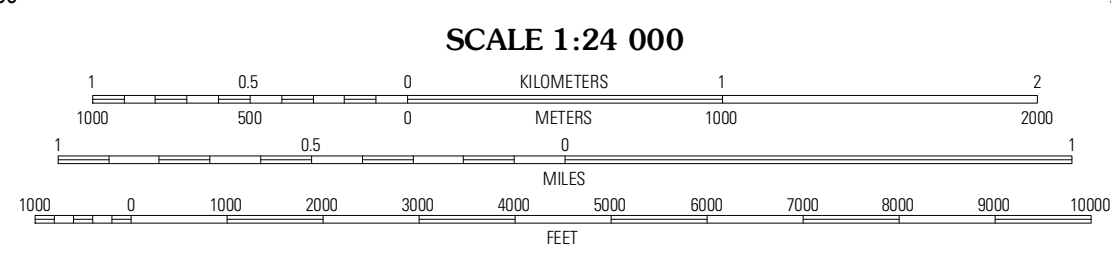 SCALE 1:24 000
1 0.5 0 KILOMETERS 1 2
1000 500 0 METERS 1000 2000
1 0.5 0 1
MILES
1000 0 1000 2000 3000 4000 5000 6000 7000 8000 9000 10000
FEET